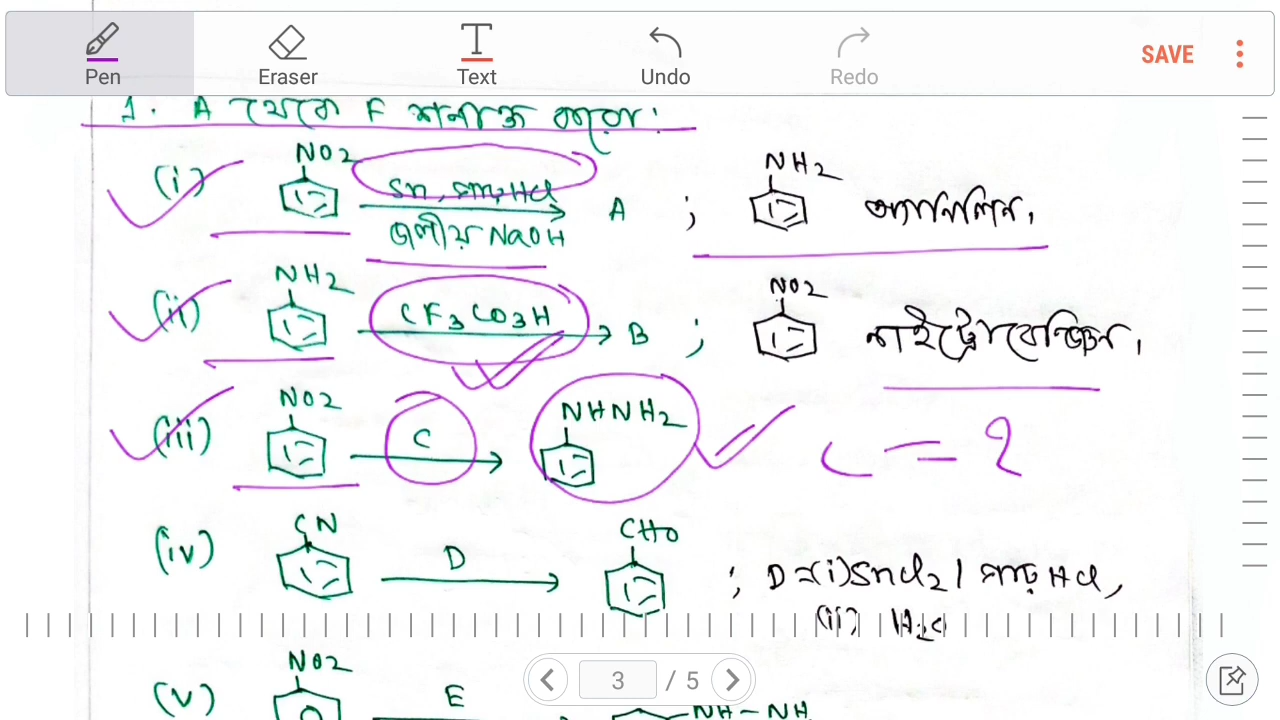 Pen Eraser Text Undo Redo SAVE
1. A থেকে F শনাক্ত করো:
(i) NO2 Sn, গাঢ় HCl জলীয় NaOH A ; NH2 অ্যানিলিন।
(ii) NH2 CF3CO3H B ; NO2 নাইট্রোবেঞ্জিন।
(iii) NO2 C NHNH2 C = ?
(iv) CN D CHO ; D = (i) SnCl2 / গাঢ় HCl,
(ii) H2O
3 / 5
(v) NO2 E NH - NH